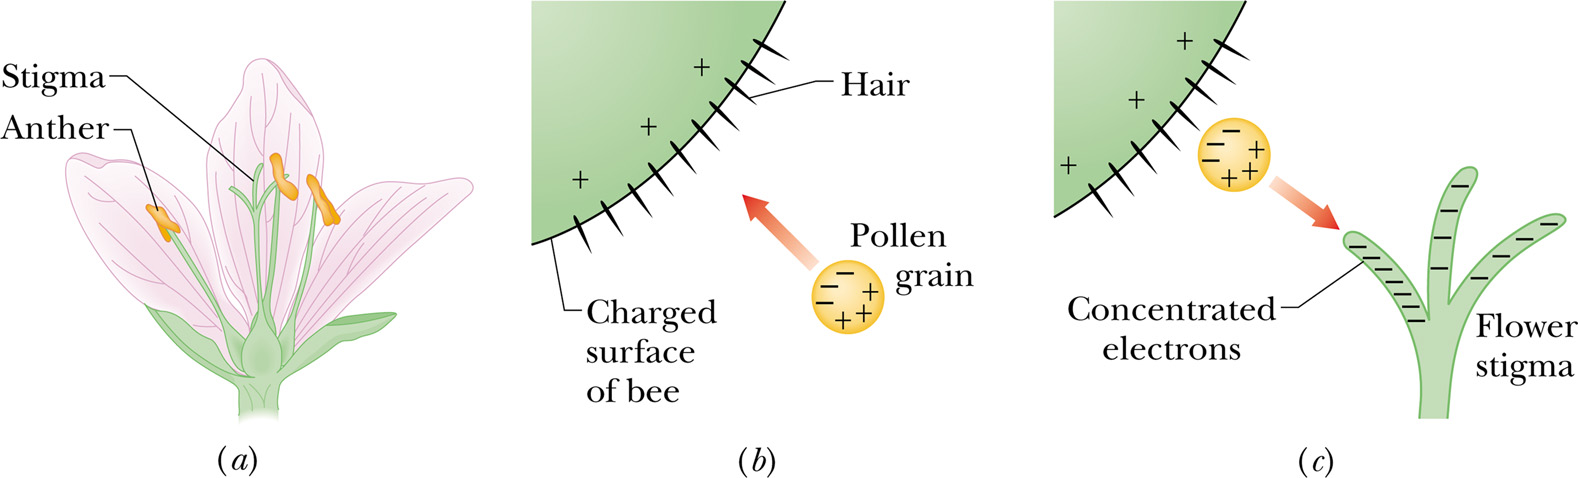 Stigma
Anther
(a)
+
+
+
Hair
Pollen
grain
− − − + + +
Charged
surface
of bee
(b)
+
+
+
− − − + + +
Concentrated
electrons
Flower
stigma
(c)